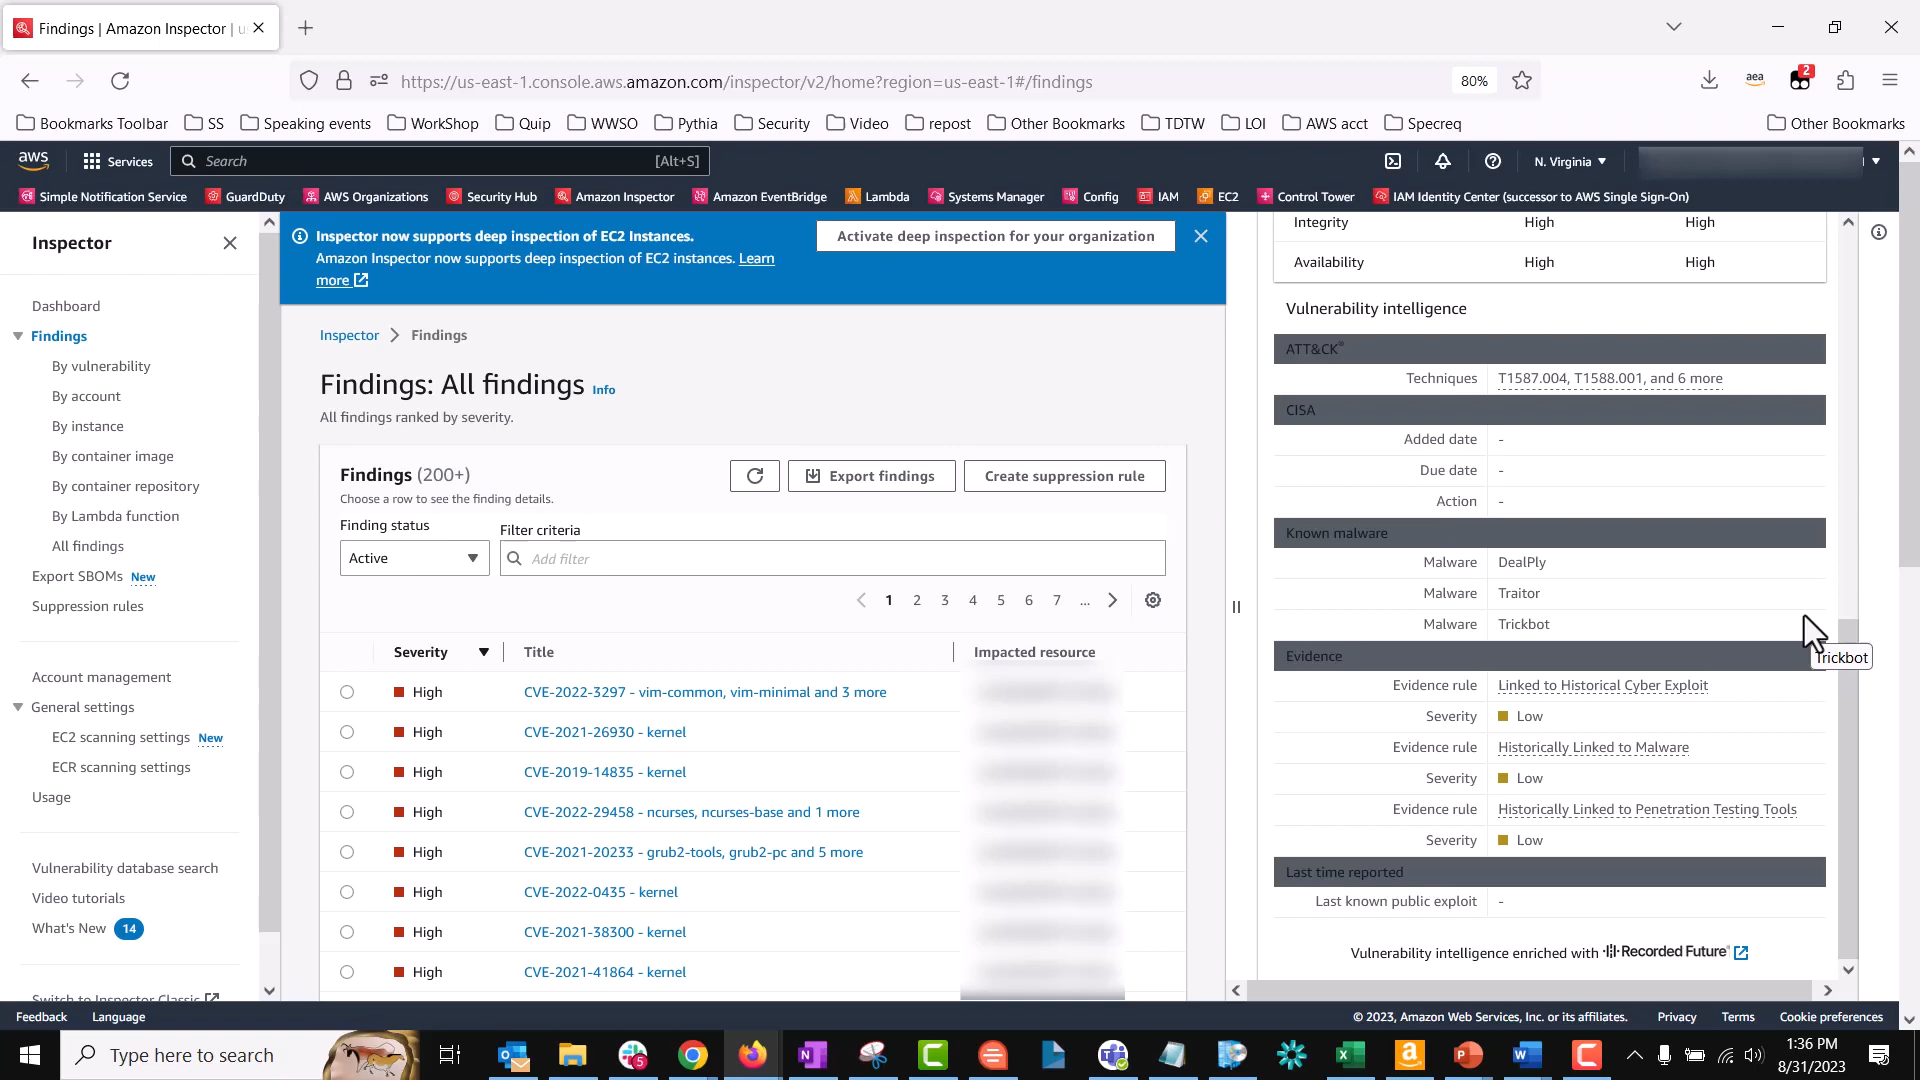 Findings | Amazon Inspector | us
https://us-east-1.console.aws.amazon.com/inspector/v2/home?region=us-east-1#/findings
80%
aea
2
Bookmarks Toolbar SS Speaking events WorkShop Quip WWSO Pythia Security Video repost Other Bookmarks TDTW LOI AWS acct Specreq Other Bookmarks
aws Services Search [Alt+S] N. Virginia
Simple Notification Service GuardDuty AWS Organizations Security Hub Amazon Inspector Amazon EventBridge Lambda Systems Manager Config IAM EC2 Control Tower IAM Identity Center (successor to AWS Single Sign-On)
Inspector
Dashboard
Findings
By vulnerability
By account
By instance
By container image
By container repository
By Lambda function
All findings
Export SBOMs New
Suppression rules
Account management
General settings
EC2 scanning settings New
ECR scanning settings
Usage
Vulnerability database search
Video tutorials
What's New 14
Switch to Inspector Classic
Inspector now supports deep inspection of EC2 Instances.
Amazon Inspector now supports deep inspection of EC2 instances. Learn
more
Activate deep inspection for your organization
Inspector > Findings
Findings: All findings Info
All findings ranked by severity.
Findings (200+)
Choose a row to see the finding details.
Export findings
Create suppression rule
Finding status
Filter criteria
Active
Add filter
1 2 3 4 5 6 7 ...
Severity Title Impacted resource
High CVE-2022-3297 - vim-common, vim-minimal and 3 more
High CVE-2021-26930 - kernel
High CVE-2019-14835 - kernel
High CVE-2022-29458 - ncurses, ncurses-base and 1 more
High CVE-2021-20233 - grub2-tools, grub2-pc and 5 more
High CVE-2022-0435 - kernel
High CVE-2021-38300 - kernel
High CVE-2021-41864 - kernel
Integrity High High
Availability High High
Vulnerability intelligence
ATT&CK®
Techniques T1587.004, T1588.001, and 6 more
CISA
Added date -
Due date -
Action -
Known malware
Malware DealPly
Malware Traitor
Malware Trickbot
Trickbot
Evidence
Evidence rule Linked to Historical Cyber Exploit
Severity Low
Evidence rule Historically Linked to Malware
Severity Low
Evidence rule Historically Linked to Penetration Testing Tools
Severity Low
Last time reported
Last known public exploit -
Vulnerability intelligence enriched with Recorded Future®
Feedback Language © 2023, Amazon Web Services, Inc. or its affiliates. Privacy Terms Cookie preferences
Type here to search
5
1:36 PM
8/31/2023